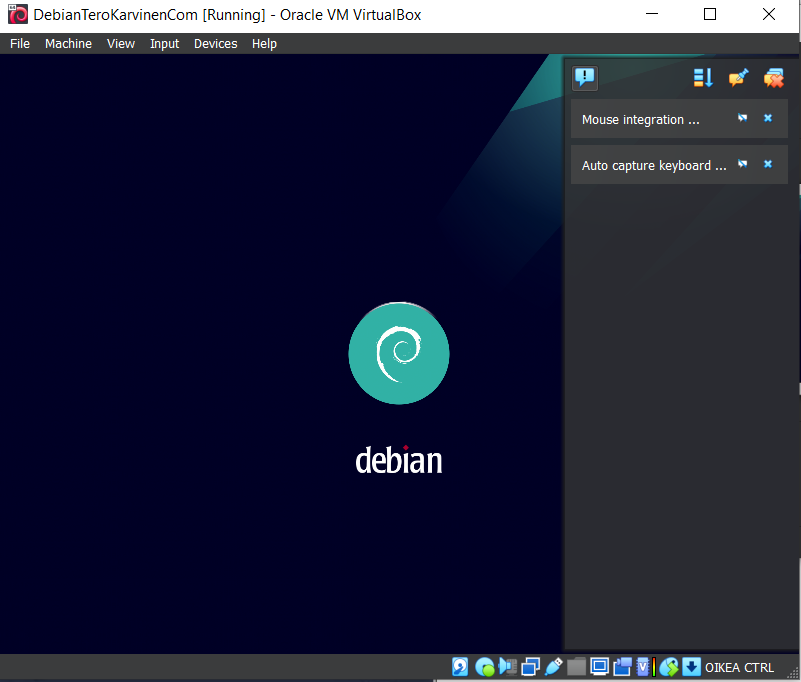 DebianTeroKarvinenCom [Running] - Oracle VM VirtualBox
File Machine View Input Devices Help
Mouse integration ...
Auto capture keyboard ...
debian
OIKEA CTRL